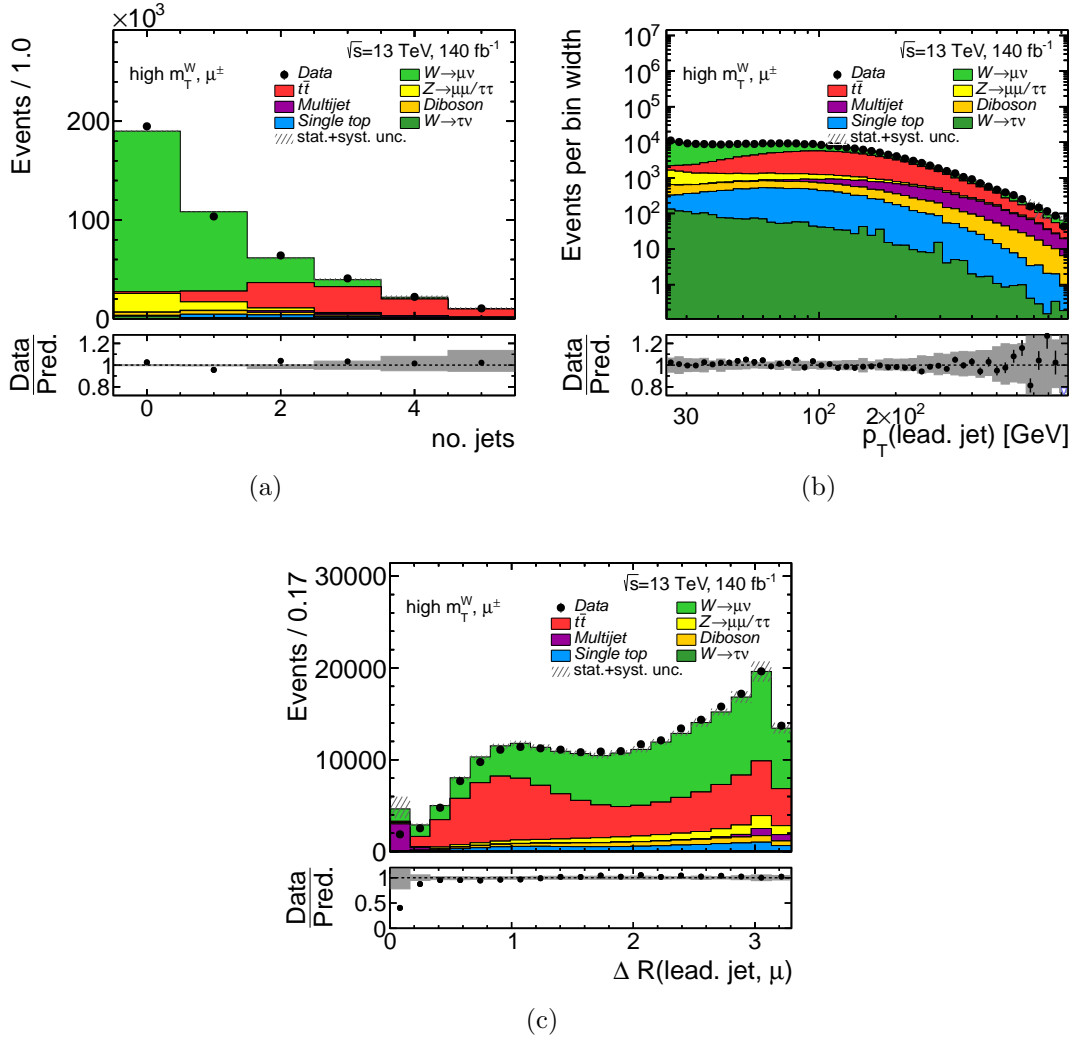 ×10³
Events / 1.0
√s=13 TeV, 140 fb⁻¹
high m_T^W, μ±
Data
tt̄
Multijet
Single top
stat.+syst. unc.
W→μν
Z→μμ/ττ
Diboson
W→τν
200
100
0
Data
Pred.
1.2
1
0.8
0 2 4
no. jets
(a)
Events per bin width
√s=13 TeV, 140 fb⁻¹
high m_T^W, μ±
Data
tt̄
Multijet
Single top
stat.+syst. unc.
W→μν
Z→μμ/ττ
Diboson
W→τν
10⁷
10⁶
10⁵
10⁴
10³
10²
10
1
Data
Pred.
1.2
1
0.8
30 10² 2×10²
p_T(lead. jet) [GeV]
(b)
Events / 0.17
√s=13 TeV, 140 fb⁻¹
high m_T^W, μ±
Data
tt̄
Multijet
Single top
stat.+syst. unc.
W→μν
Z→μμ/ττ
Diboson
W→τν
30000
20000
10000
0
Data
Pred.
1
0.5
0
0 1 2 3
Δ R(lead. jet, μ)
(c)